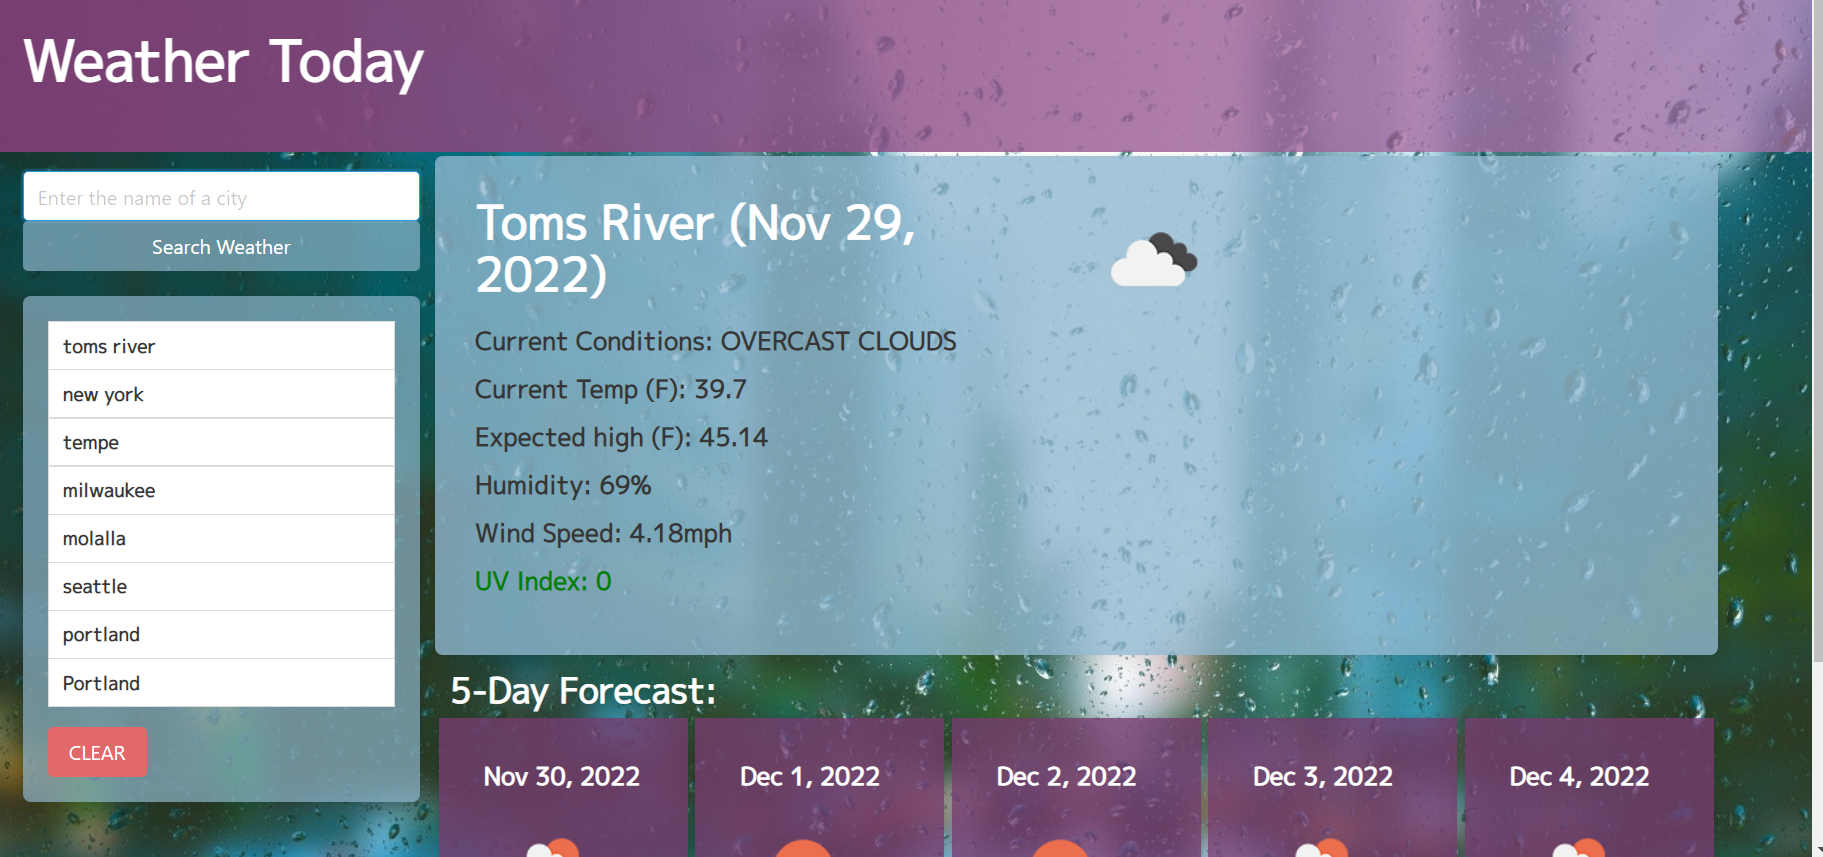 Weather Today
Enter the name of a city
Search Weather
toms river
new york
tempe
milwaukee
molalla
seattle
portland
Portland
CLEAR
Toms River (Nov 29,
2022)
Current Conditions: OVERCAST CLOUDS
Current Temp (F): 39.7
Expected high (F): 45.14
Humidity: 69%
Wind Speed: 4.18mph
UV Index: 0
5-Day Forecast:
Nov 30, 2022
Dec 1, 2022
Dec 2, 2022
Dec 3, 2022
Dec 4, 2022